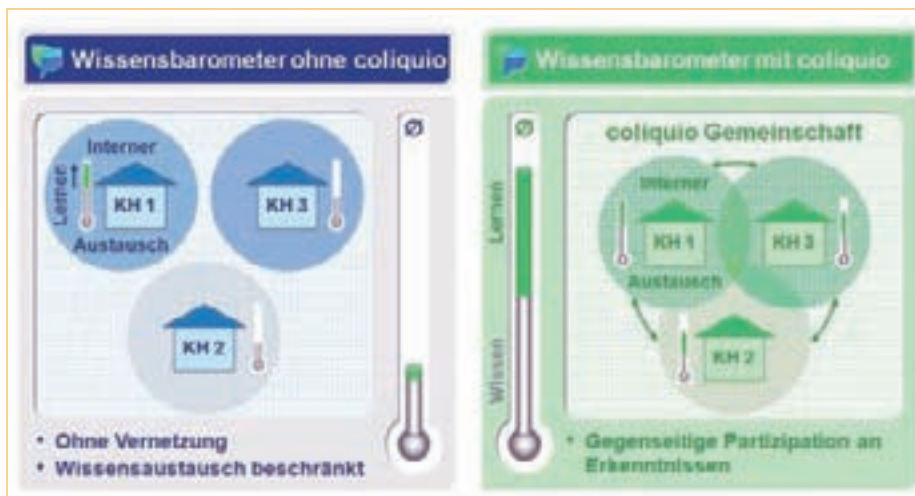 Wissensbarometer ohne coliquio
Ø
Interner
Lernen
KH 1
Austausch
KH 3
KH 2
• Ohne Vernetzung
• Wissensaustausch beschränkt
Wissensbarometer mit coliquio
Ø
Lernen
Wissen
coliquio Gemeinschaft
Interner
KH 1
Austausch
KH 3
KH 2
• Gegenseitige Partizipation an
Erkenntnissen